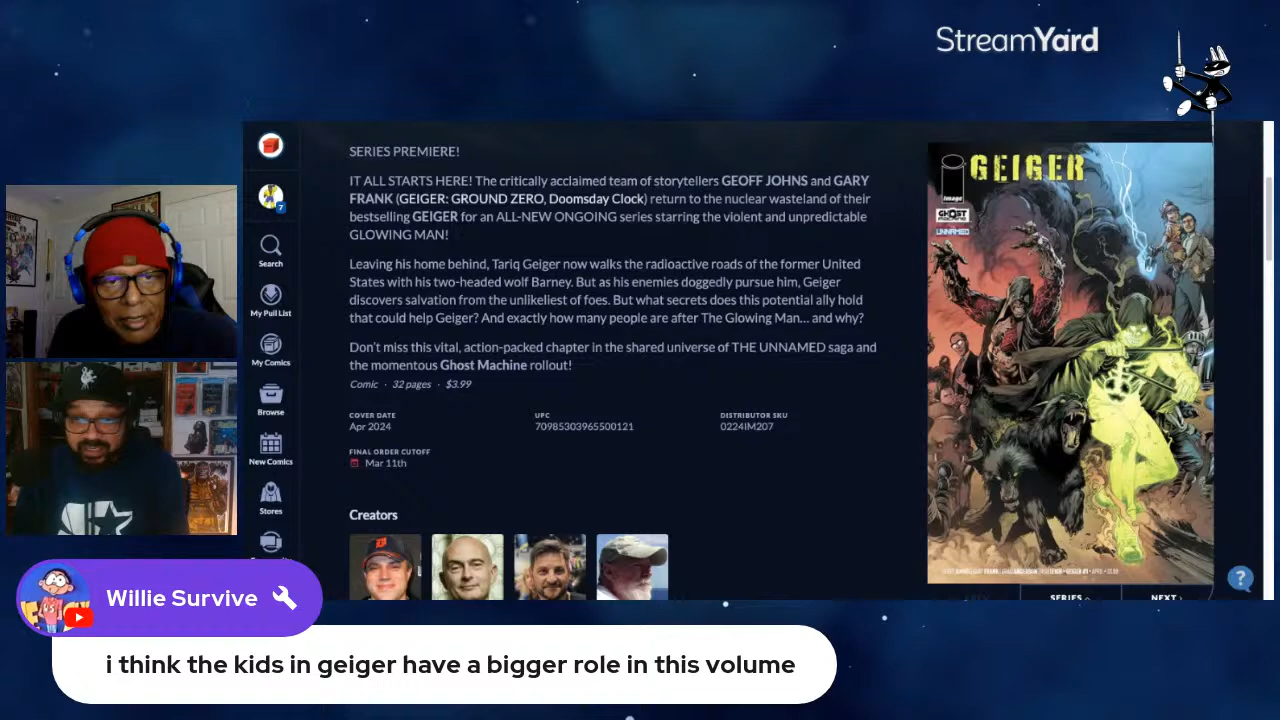 StreamYard
SERIES PREMIERE!
IT ALL STARTS HERE! The critically acclaimed team of storytellers GEOFF JOHNS and GARY
FRANK (GEIGER: GROUND ZERO, Doomsday Clock) return to the nuclear wasteland of their
bestselling GEIGER for an ALL-NEW ONGOING series starring the violent and unpredictable
GLOWING MAN!
Leaving his home behind, Tariq Geiger now walks the radioactive roads of the former United
States with his two-headed wolf Barney. But as his enemies doggedly pursue him, Geiger
discovers salvation from the unlikeliest of foes. But what secrets does this potential ally hold
that could help Geiger? And exactly how many people are after The Glowing Man... and why?
Don't miss this vital, action-packed chapter in the shared universe of THE UNNAMED saga and
the momentous Ghost Machine rollout!
Comic · 32 pages · $3.99
COVER DATE
Apr 2024
UPC
70985303965500121
DISTRIBUTOR SKU
0224IM207
FINAL ORDER CUTOFF
Mar 11th
Creators
7
Search
My Pull List
My Comics
Browse
New Comics
Stores
GEIGER
image
GHOST
MACHINE
UNNAMED
SERIES
NEXT ›
?
Willie Survive
i think the kids in geiger have a bigger role in this volume